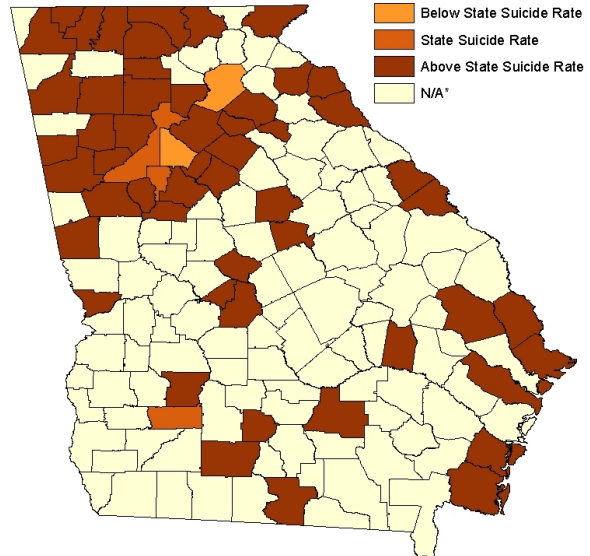 Below State Suicide Rate
State Suicide Rate
Above State Suicide Rate
N/A*